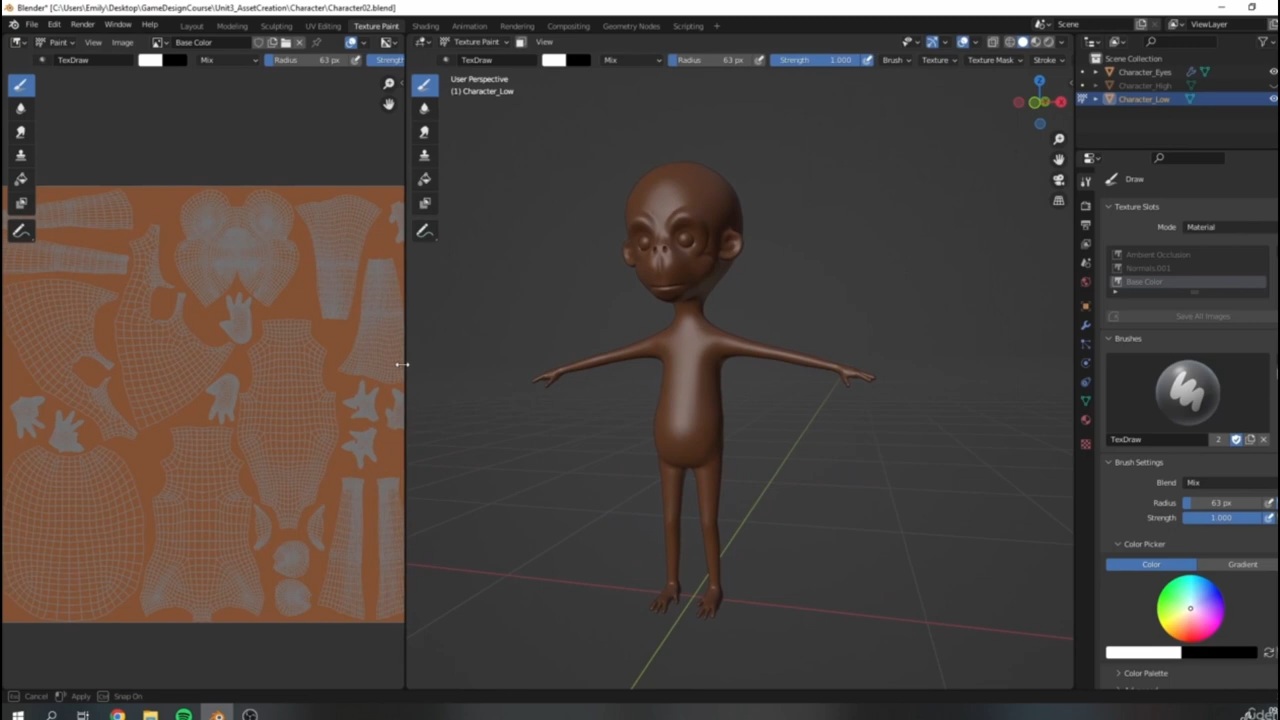 Blender* [C:\Users\Emily\Desktop\GameDesignCourse\Unit3_AssetCreation\Character\Character02.blend]
File Edit Render Window Help Layout Modeling Sculpting UV Editing Texture Paint Shading Animation Rendering Compositing Geometry Nodes Scripting Scene ViewLayer
Paint View Image Base Color Texture Paint View
TexDraw Mix Radius 63 px Strength TexDraw Mix Radius 63 px Strength 1.000 Brush Texture Texture Mask Stroke
Scene Collection
Character_Eyes
Character_High
Character_Low
User Perspective
(1) Character_Low
Draw
Texture Slots
Mode Material
Ambient Occlusion
Normals.001
Base Color
Save All Images
Brushes
TexDraw 2
Brush Settings
Blend Mix
Radius 63 px
Strength 1.000
Color Picker
Color Gradient
Color Palette
Esc Cancel Apply Ctrl Snap On